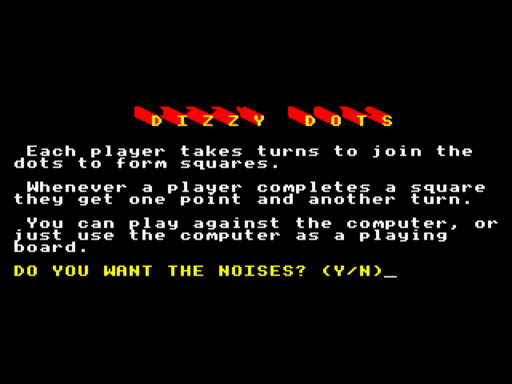 DIZZY DOTS
Each player takes turns to join the
dots to form squares.
Whenever a player completes a square
they get one point and another turn.
You can play against the computer, or
just use the computer as a playing
board.
DO YOU WANT THE NOISES? (Y/N)_